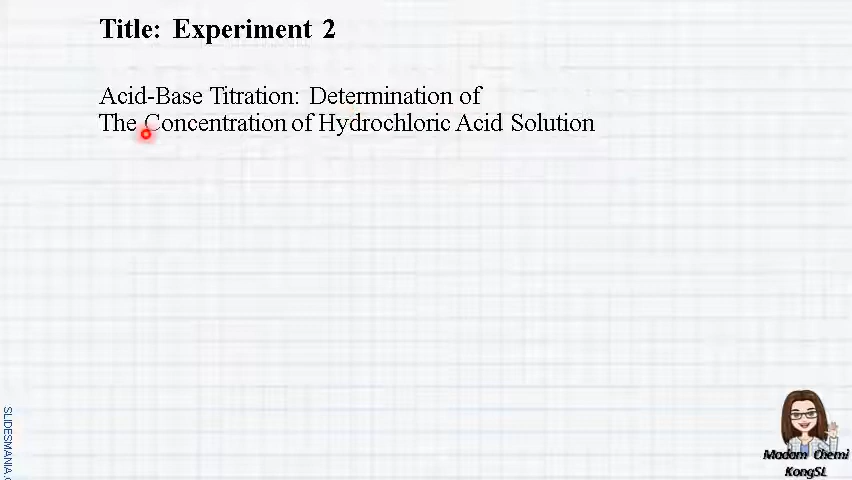 Title: Experiment 2
Acid-Base Titration: Determination of
The Concentration of Hydrochloric Acid Solution
Madam Chemi
KongSL
SLIDESMANIA.C